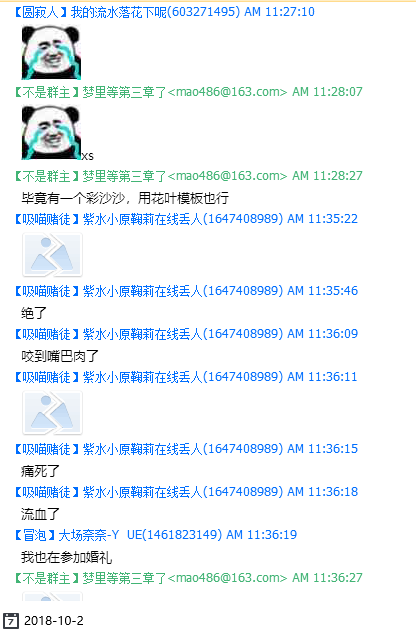 【圆寂人】我的流水落花下呢(603271495) AM 11:27:10
【不是群主】梦里等第三章了<mao486@163.com> AM 11:28:07
xs
【不是群主】梦里等第三章了<mao486@163.com> AM 11:28:27
毕竟有一个彩沙沙，用花叶模板也行
【吸喵赌徒】紫水小原鞠莉在线丢人(1647408989) AM 11:35:22
【吸喵赌徒】紫水小原鞠莉在线丢人(1647408989) AM 11:35:46
绝了
【吸喵赌徒】紫水小原鞠莉在线丢人(1647408989) AM 11:36:09
咬到嘴巴肉了
【吸喵赌徒】紫水小原鞠莉在线丢人(1647408989) AM 11:36:11
【吸喵赌徒】紫水小原鞠莉在线丢人(1647408989) AM 11:36:15
痛死了
【吸喵赌徒】紫水小原鞠莉在线丢人(1647408989) AM 11:36:18
流血了
【冒泡】大场奈奈-Y UE(1461823149) AM 11:36:19
我也在参加婚礼
【不是群主】梦里等第三章了<mao486@163.com> AM 11:36:27
7 2018-10-2